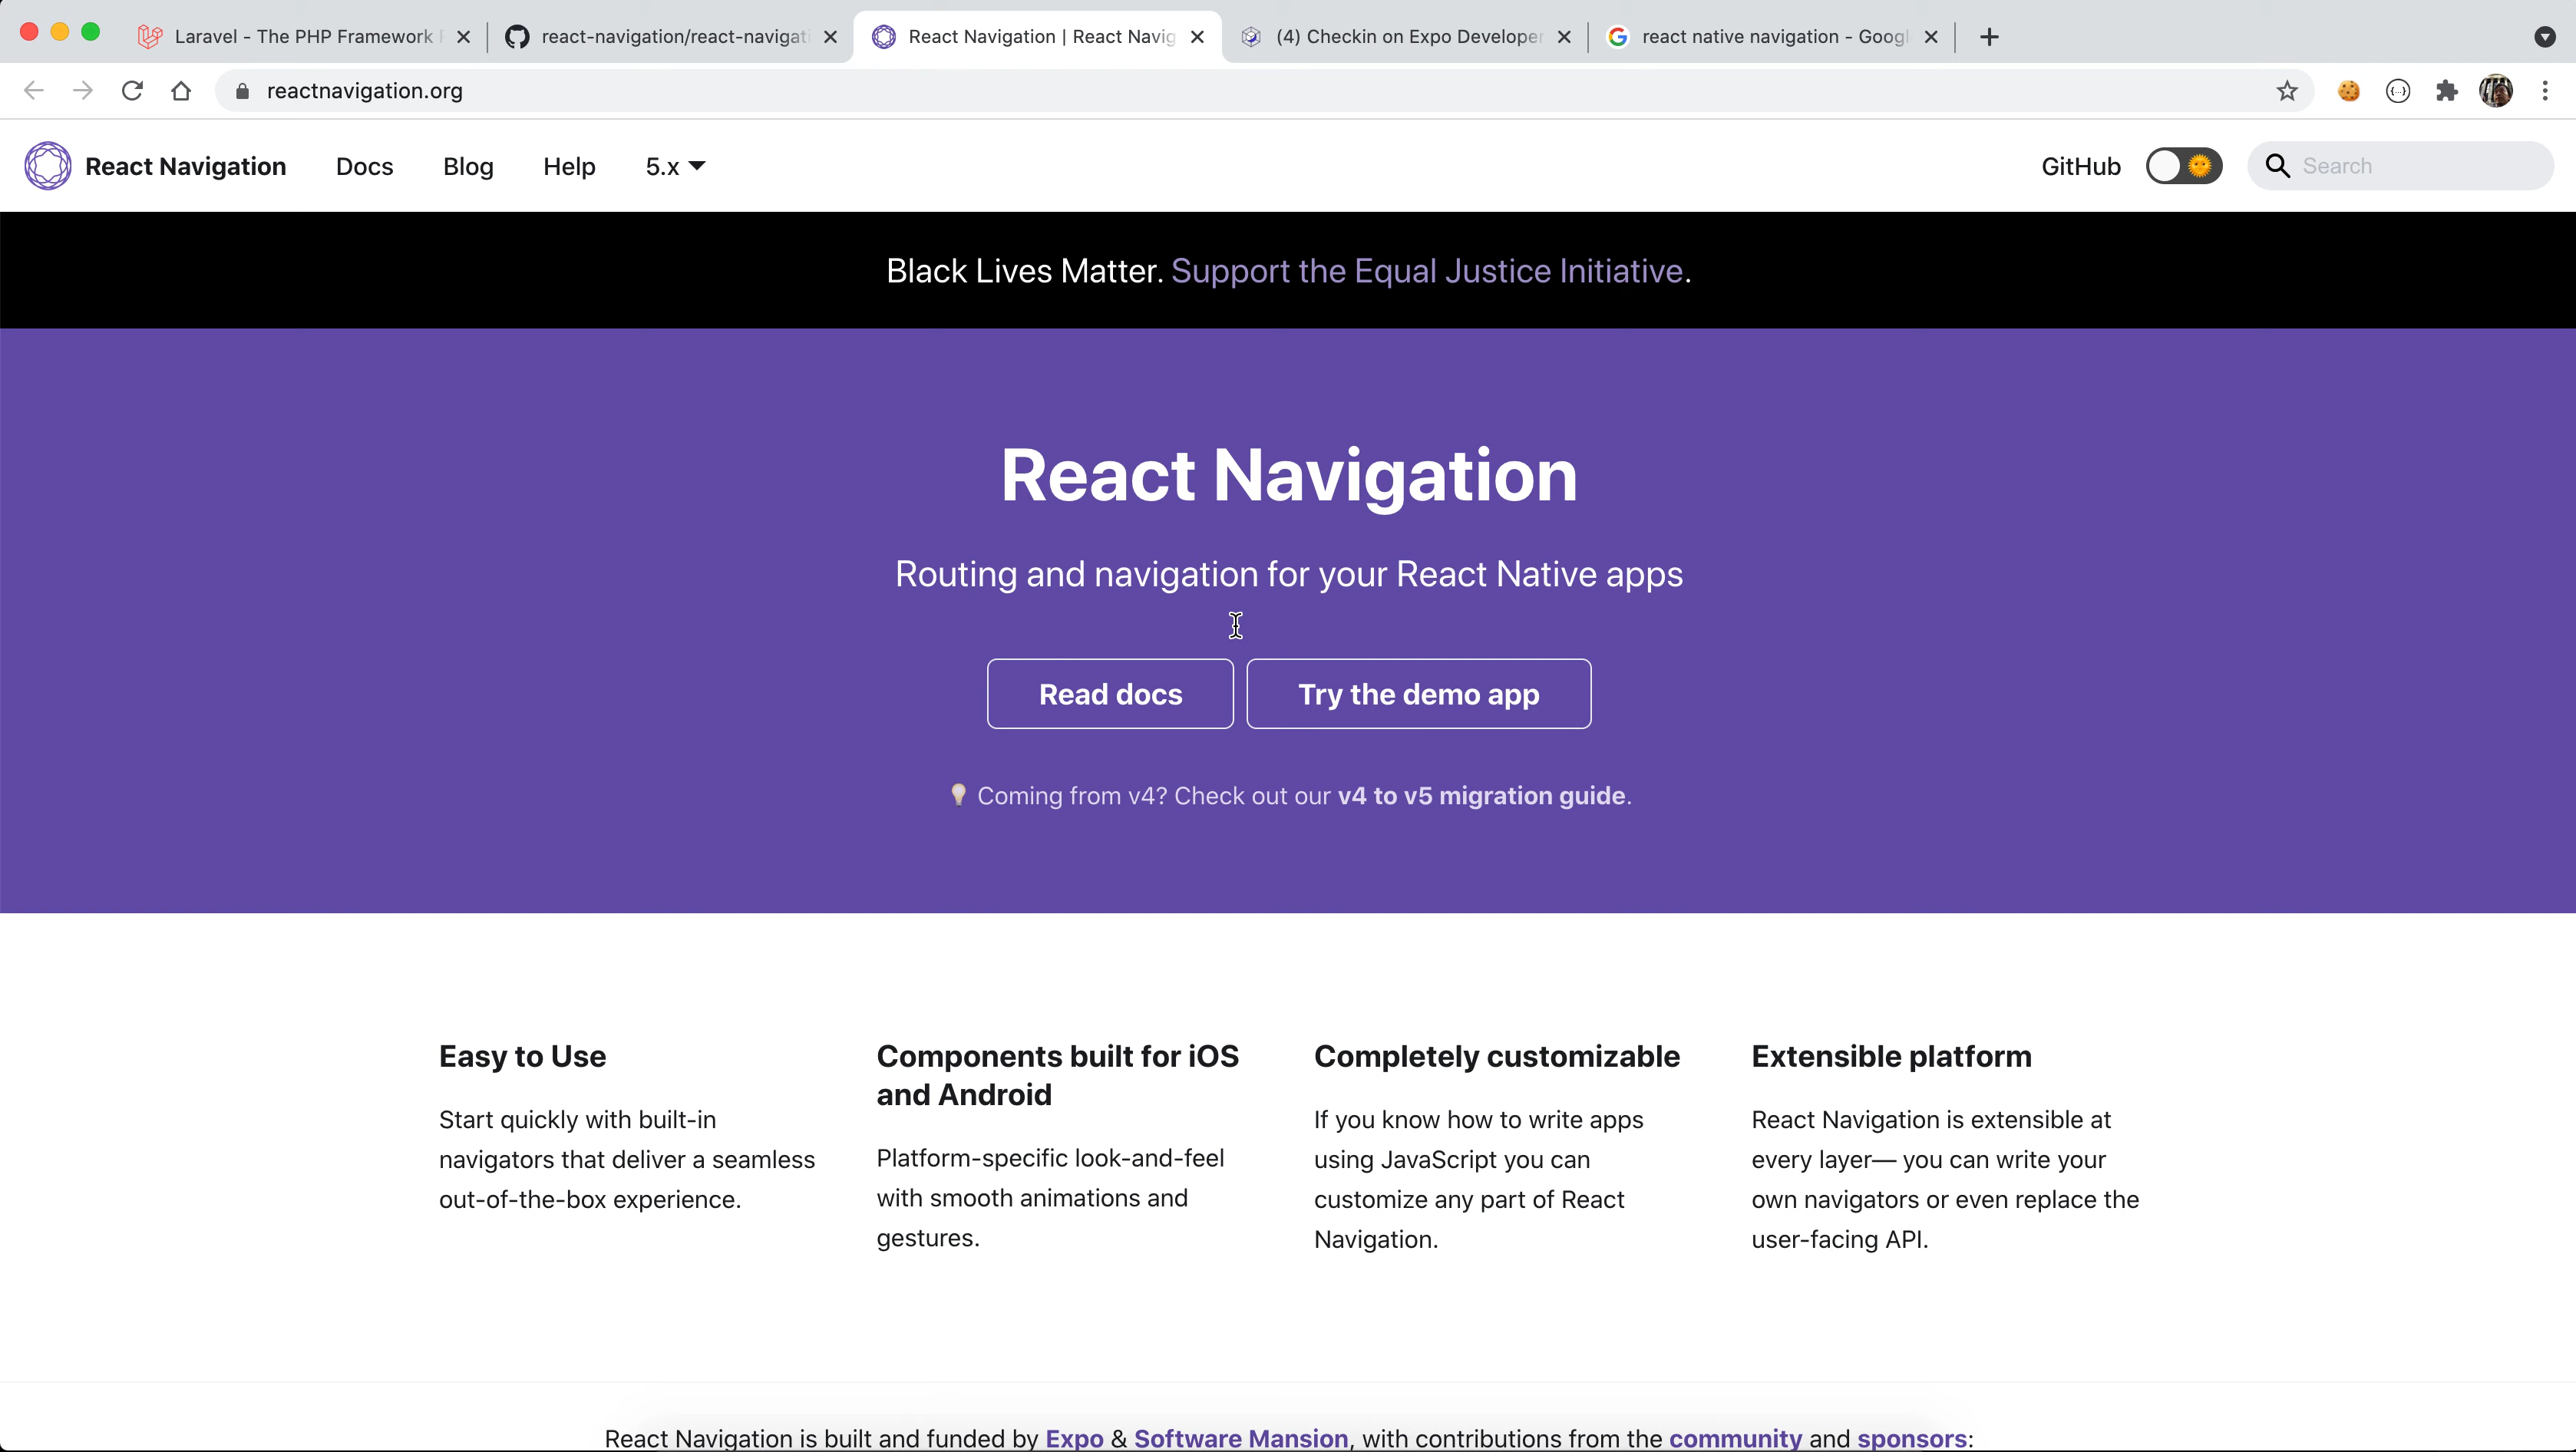 Laravel - The PHP Framework
react-navigation/react-navigati
React Navigation | React Navig
(4) Checkin on Expo Developer
react native navigation - Googl
reactnavigation.org
React Navigation
Docs
Blog
Help
5.x
GitHub
Search
Black Lives Matter. Support the Equal Justice Initiative.
React Navigation
Routing and navigation for your React Native apps
Read docs
Try the demo app
Coming from v4? Check out our v4 to v5 migration guide.
Easy to Use
Start quickly with built-in
navigators that deliver a seamless
out-of-the-box experience.
Components built for iOS
and Android
Platform-specific look-and-feel
with smooth animations and
gestures.
Completely customizable
If you know how to write apps
using JavaScript you can
customize any part of React
Navigation.
Extensible platform
React Navigation is extensible at
every layer— you can write your
own navigators or even replace the
user-facing API.
React Navigation is built and funded by Expo & Software Mansion, with contributions from the community and sponsors: